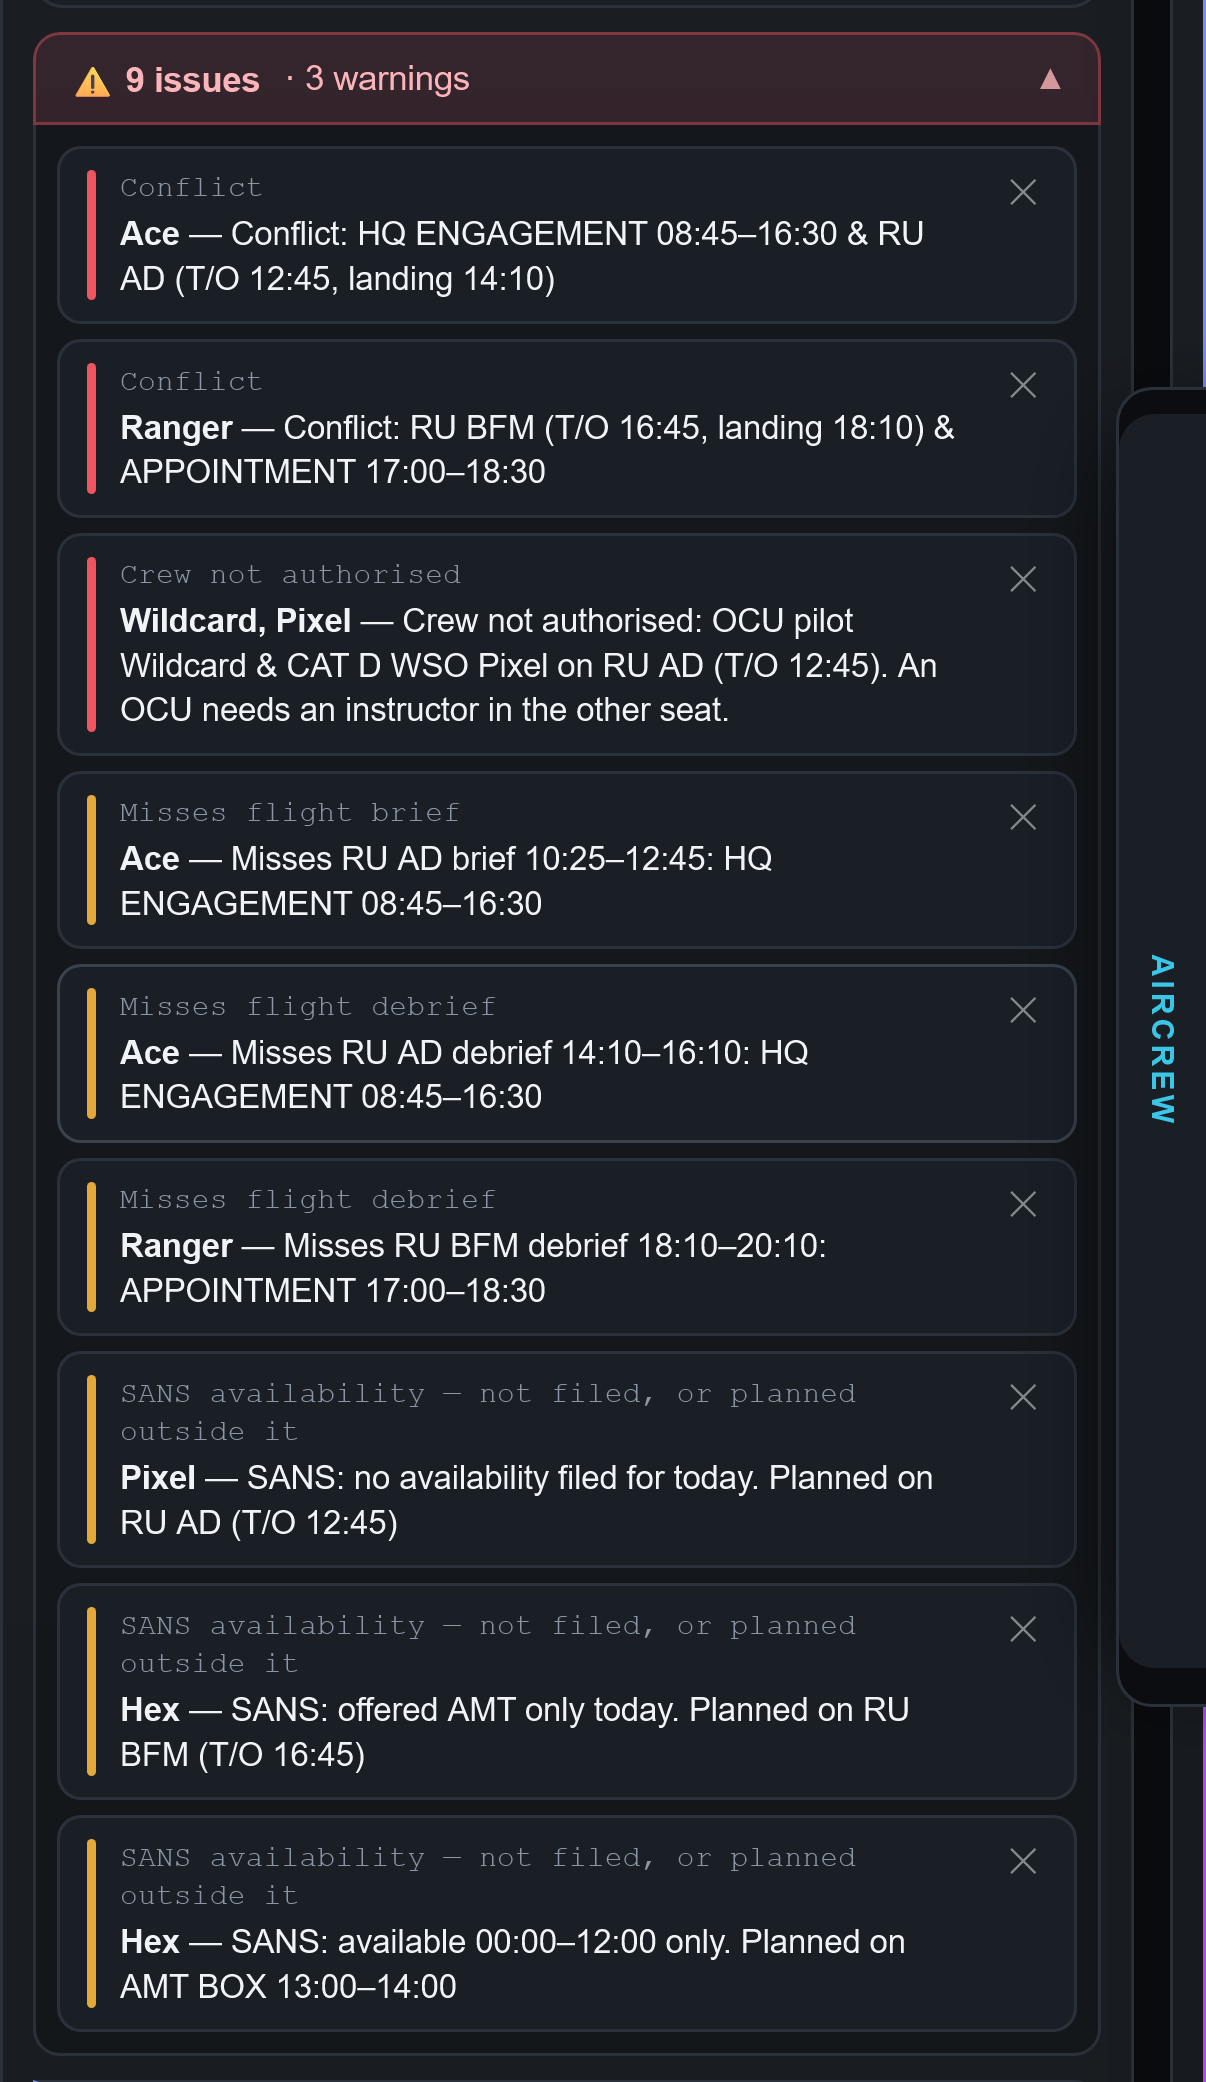 ⚠️ 9 issues · 3 warnings ▲
Conflict
Ace — Conflict: HQ ENGAGEMENT 08:45–16:30 & RU
AD (T/O 12:45, landing 14:10)
Conflict
Ranger — Conflict: RU BFM (T/O 16:45, landing 18:10) &
APPOINTMENT 17:00–18:30
Crew not authorised
Wildcard, Pixel — Crew not authorised: OCU pilot
Wildcard & CAT D WSO Pixel on RU AD (T/O 12:45). An
OCU needs an instructor in the other seat.
Misses flight brief
Ace — Misses RU AD brief 10:25–12:45: HQ
ENGAGEMENT 08:45–16:30
Misses flight debrief
Ace — Misses RU AD debrief 14:10–16:10: HQ
ENGAGEMENT 08:45–16:30
Misses flight debrief
Ranger — Misses RU BFM debrief 18:10–20:10:
APPOINTMENT 17:00–18:30
SANS availability — not filed, or planned
outside it
Pixel — SANS: no availability filed for today. Planned on
RU AD (T/O 12:45)
SANS availability — not filed, or planned
outside it
Hex — SANS: offered AMT only today. Planned on RU
BFM (T/O 16:45)
SANS availability — not filed, or planned
outside it
Hex — SANS: available 00:00–12:00 only. Planned on
AMT BOX 13:00–14:00
AIRCREW